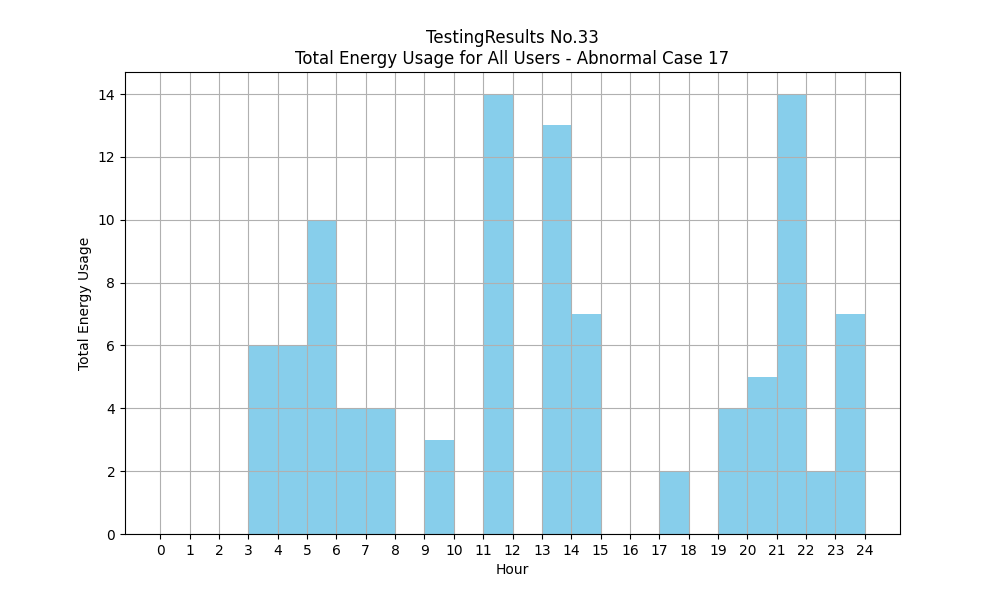 TestingResults No.33
Total Energy Usage for All Users - Abnormal Case 17
Total Energy Usage
14
12
10
8
6
4
2
0
0 1 2 3 4 5 6 7 8 9 10 11 12 13 14 15 16 17 18 19 20 21 22 23 24
Hour